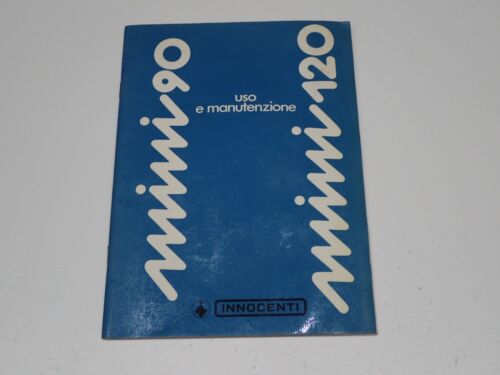 mini 90
uso
e manutenzione
mini 120
INNOCENTI